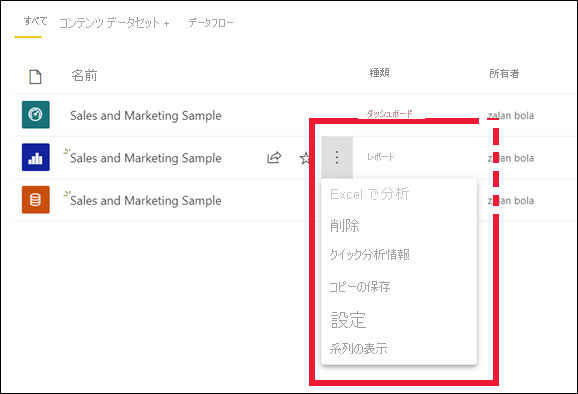 すべて コンテンツ データセット + データフロー
名前 種類 所有者
Sales and Marketing Sample ダッシュボード zalan bola
Sales and Marketing Sample レポート zalan bola
Sales and Marketing Sample zalan bola
Excel で分析
削除
クイック分析情報
コピーの保存
設定
系列の表示